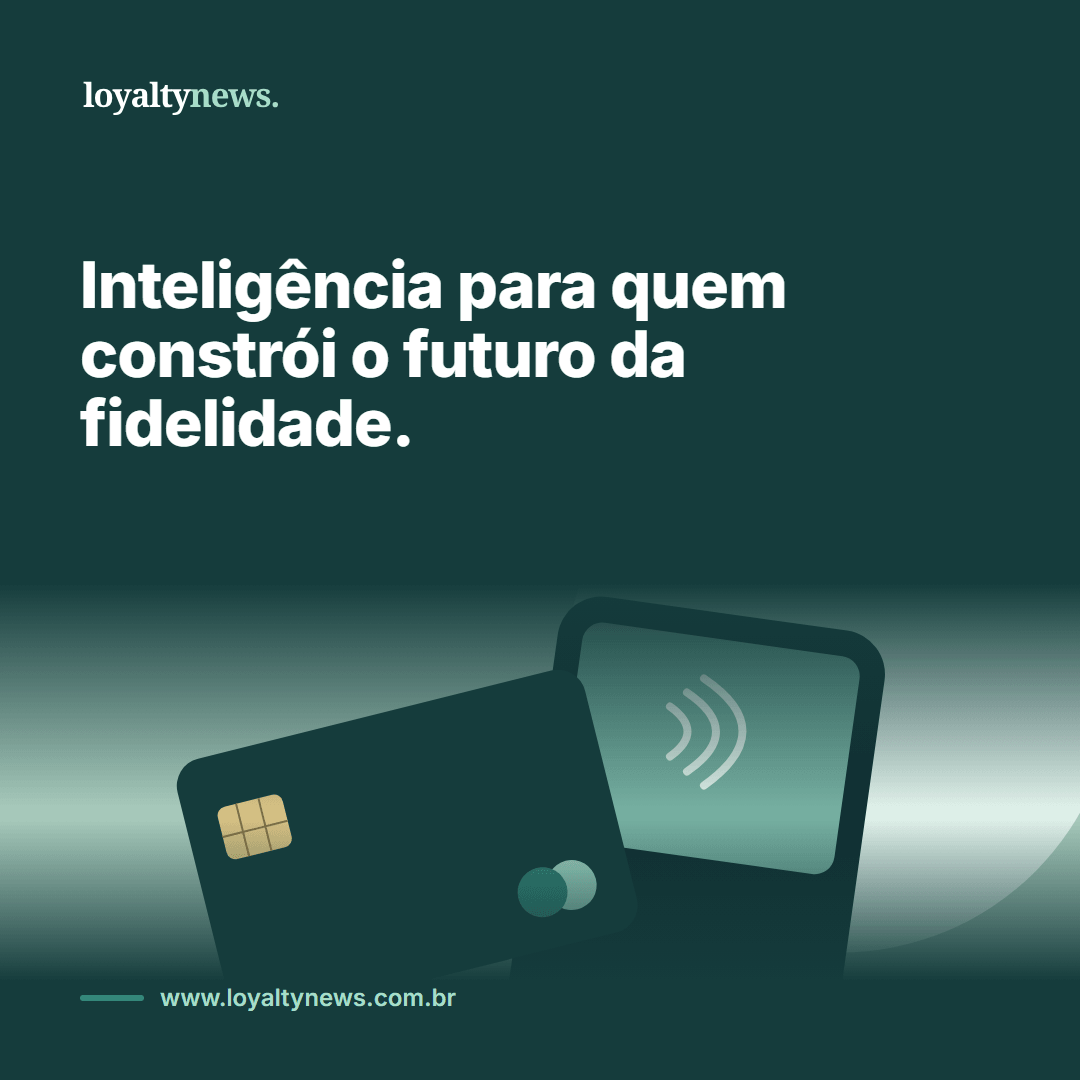 loyaltynews.
Inteligência para quem
constrói o futuro da
fidelidade.
www.loyaltynews.com.br